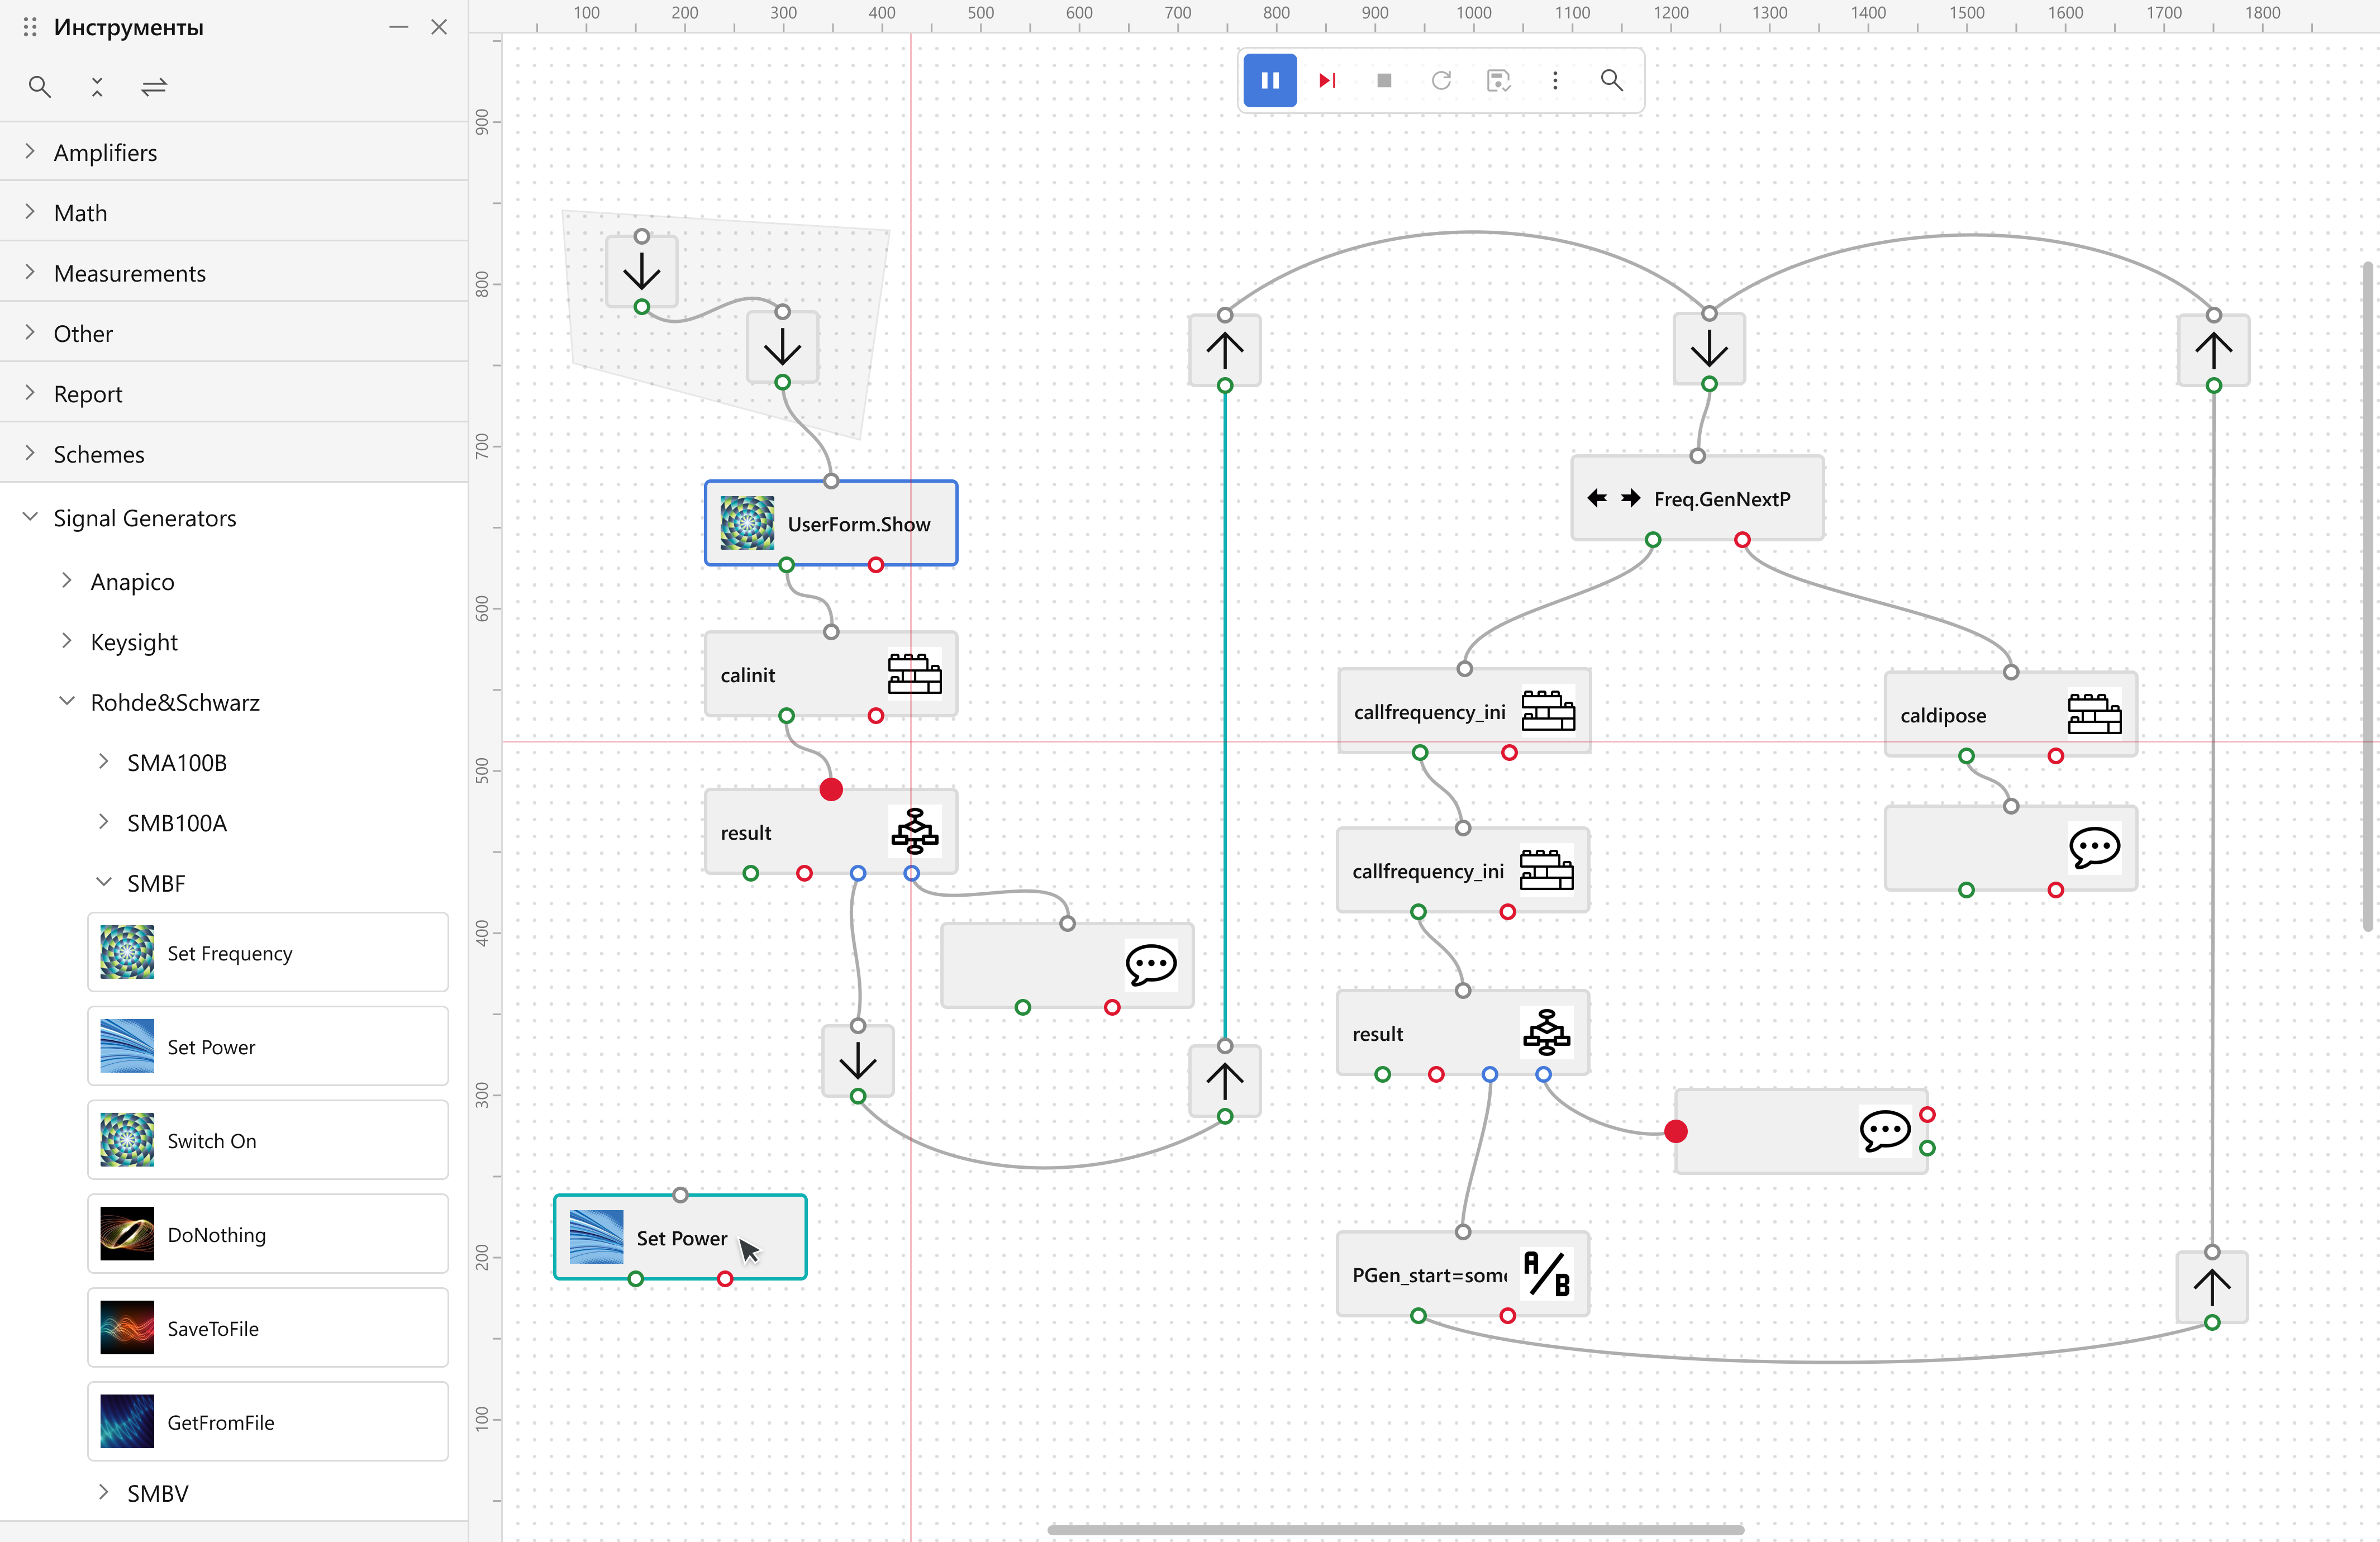 Инструменты
Amplifiers
Math
Measurements
Other
Report
Schemes
Signal Generators
Anapico
Keysight
Rohde&Schwarz
SMA100B
SMB100A
SMBF
Set Frequency
Set Power
Switch On
DoNothing
SaveToFile
GetFromFile
SMBV
100 200 300 400 500 600 700 800 900 1000 1100 1200 1300 1400 1500 1600 1700 1800
900
800
700
600
500
400
300
200
100
UserForm.Show
calinit
result
Set Power
Freq.GenNextP
callfrequency_ini
caldipose
callfrequency_ini
result
PGen_start=som
A/B